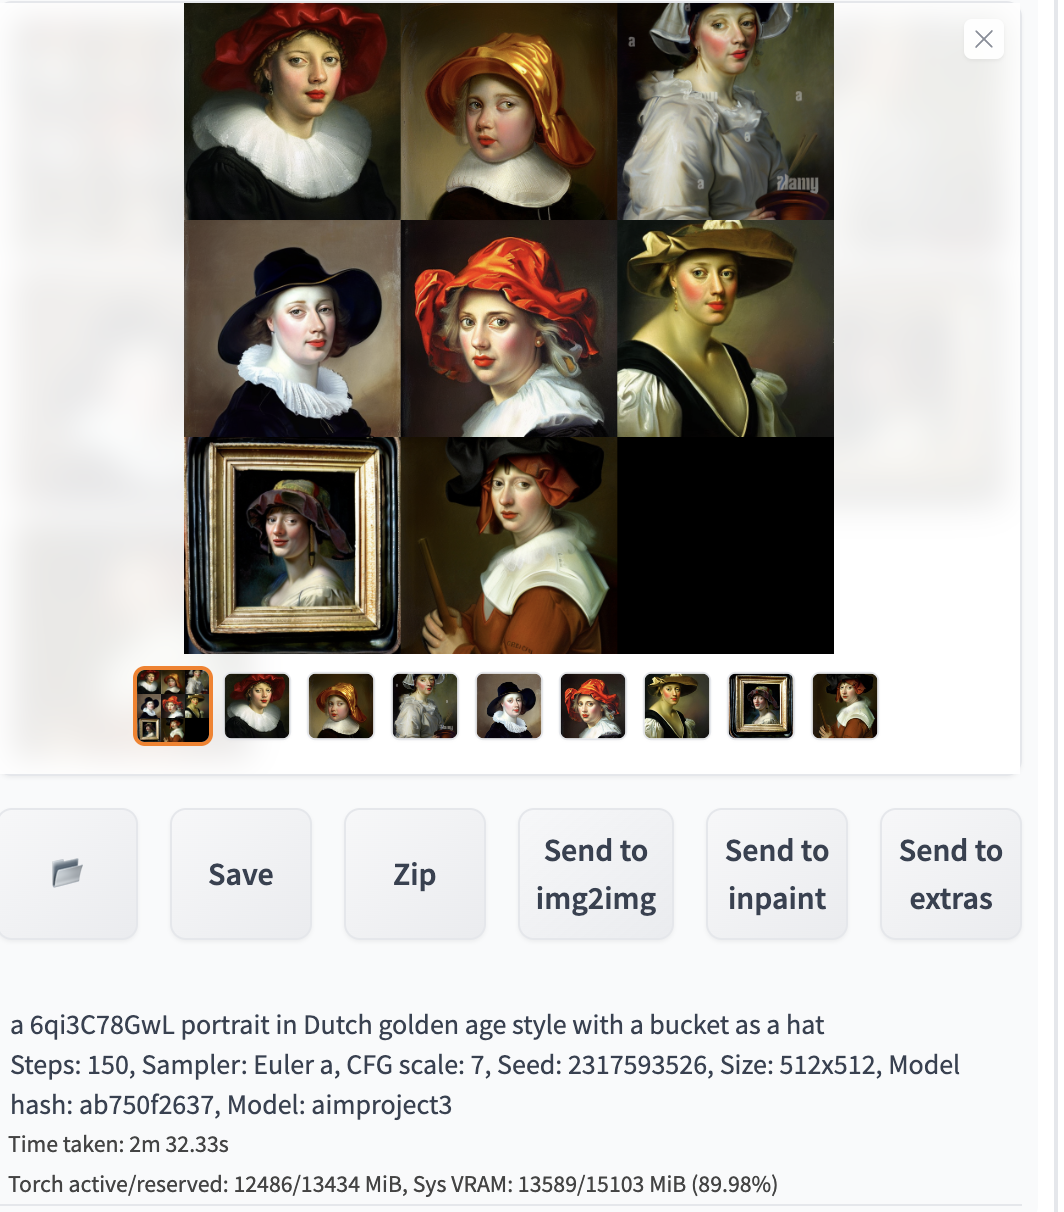 a
a
alamy
a
a
alamy
Save
Zip
Send to
img2img
Send to
inpaint
Send to
extras
a 6qi3C78GwL portrait in Dutch golden age style with a bucket as a hat
Steps: 150, Sampler: Euler a, CFG scale: 7, Seed: 2317593526, Size: 512x512, Model
hash: ab750f2637, Model: aimproject3
Time taken: 2m 32.33s
Torch active/reserved: 12486/13434 MiB, Sys VRAM: 13589/15103 MiB (89.98%)